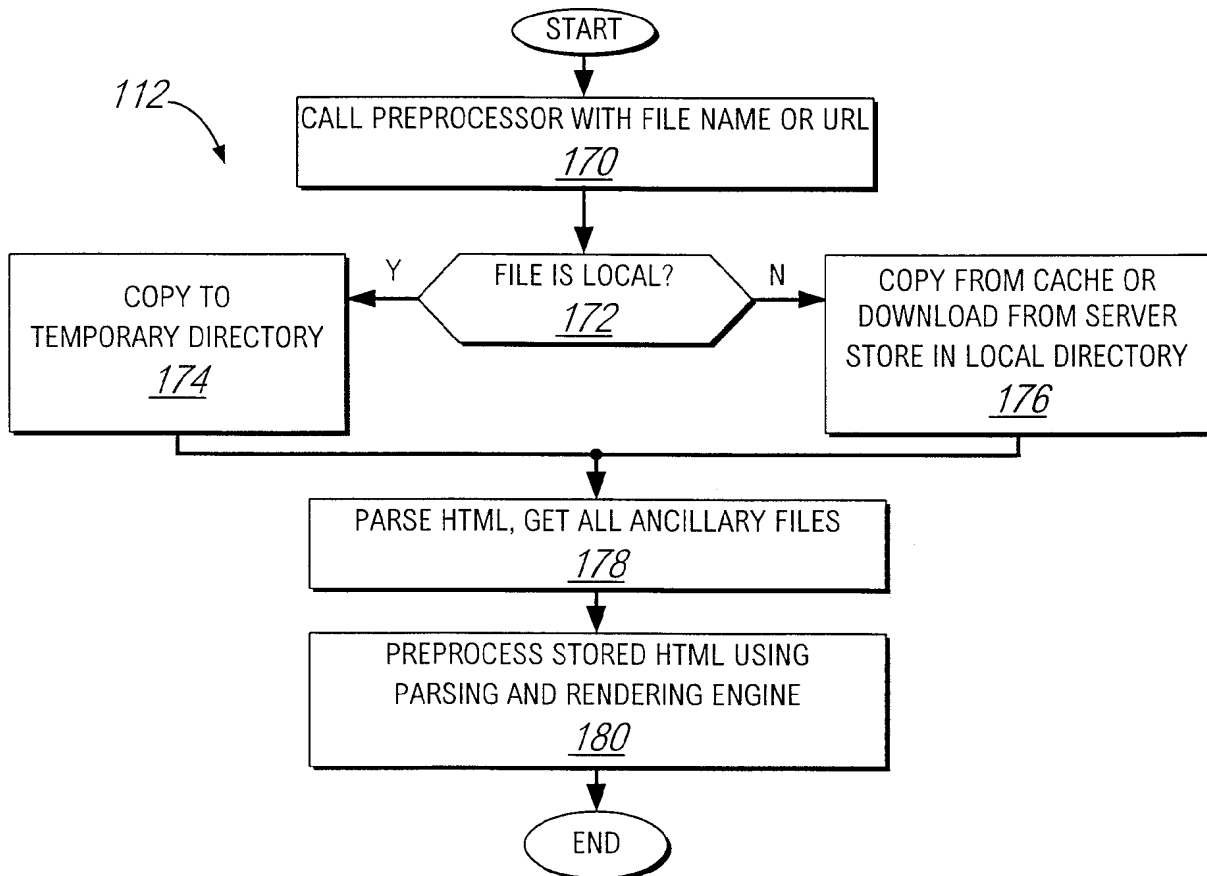 START
112
CALL PREPROCESSOR WITH FILE NAME OR URL
170
Y
FILE IS LOCAL?
172
N
COPY TO
TEMPORARY DIRECTORY
174
COPY FROM CACHE OR
DOWNLOAD FROM SERVER
STORE IN LOCAL DIRECTORY
176
PARSE HTML, GET ALL ANCILLARY FILES
178
PREPROCESS STORED HTML USING
PARSING AND RENDERING ENGINE
180
END